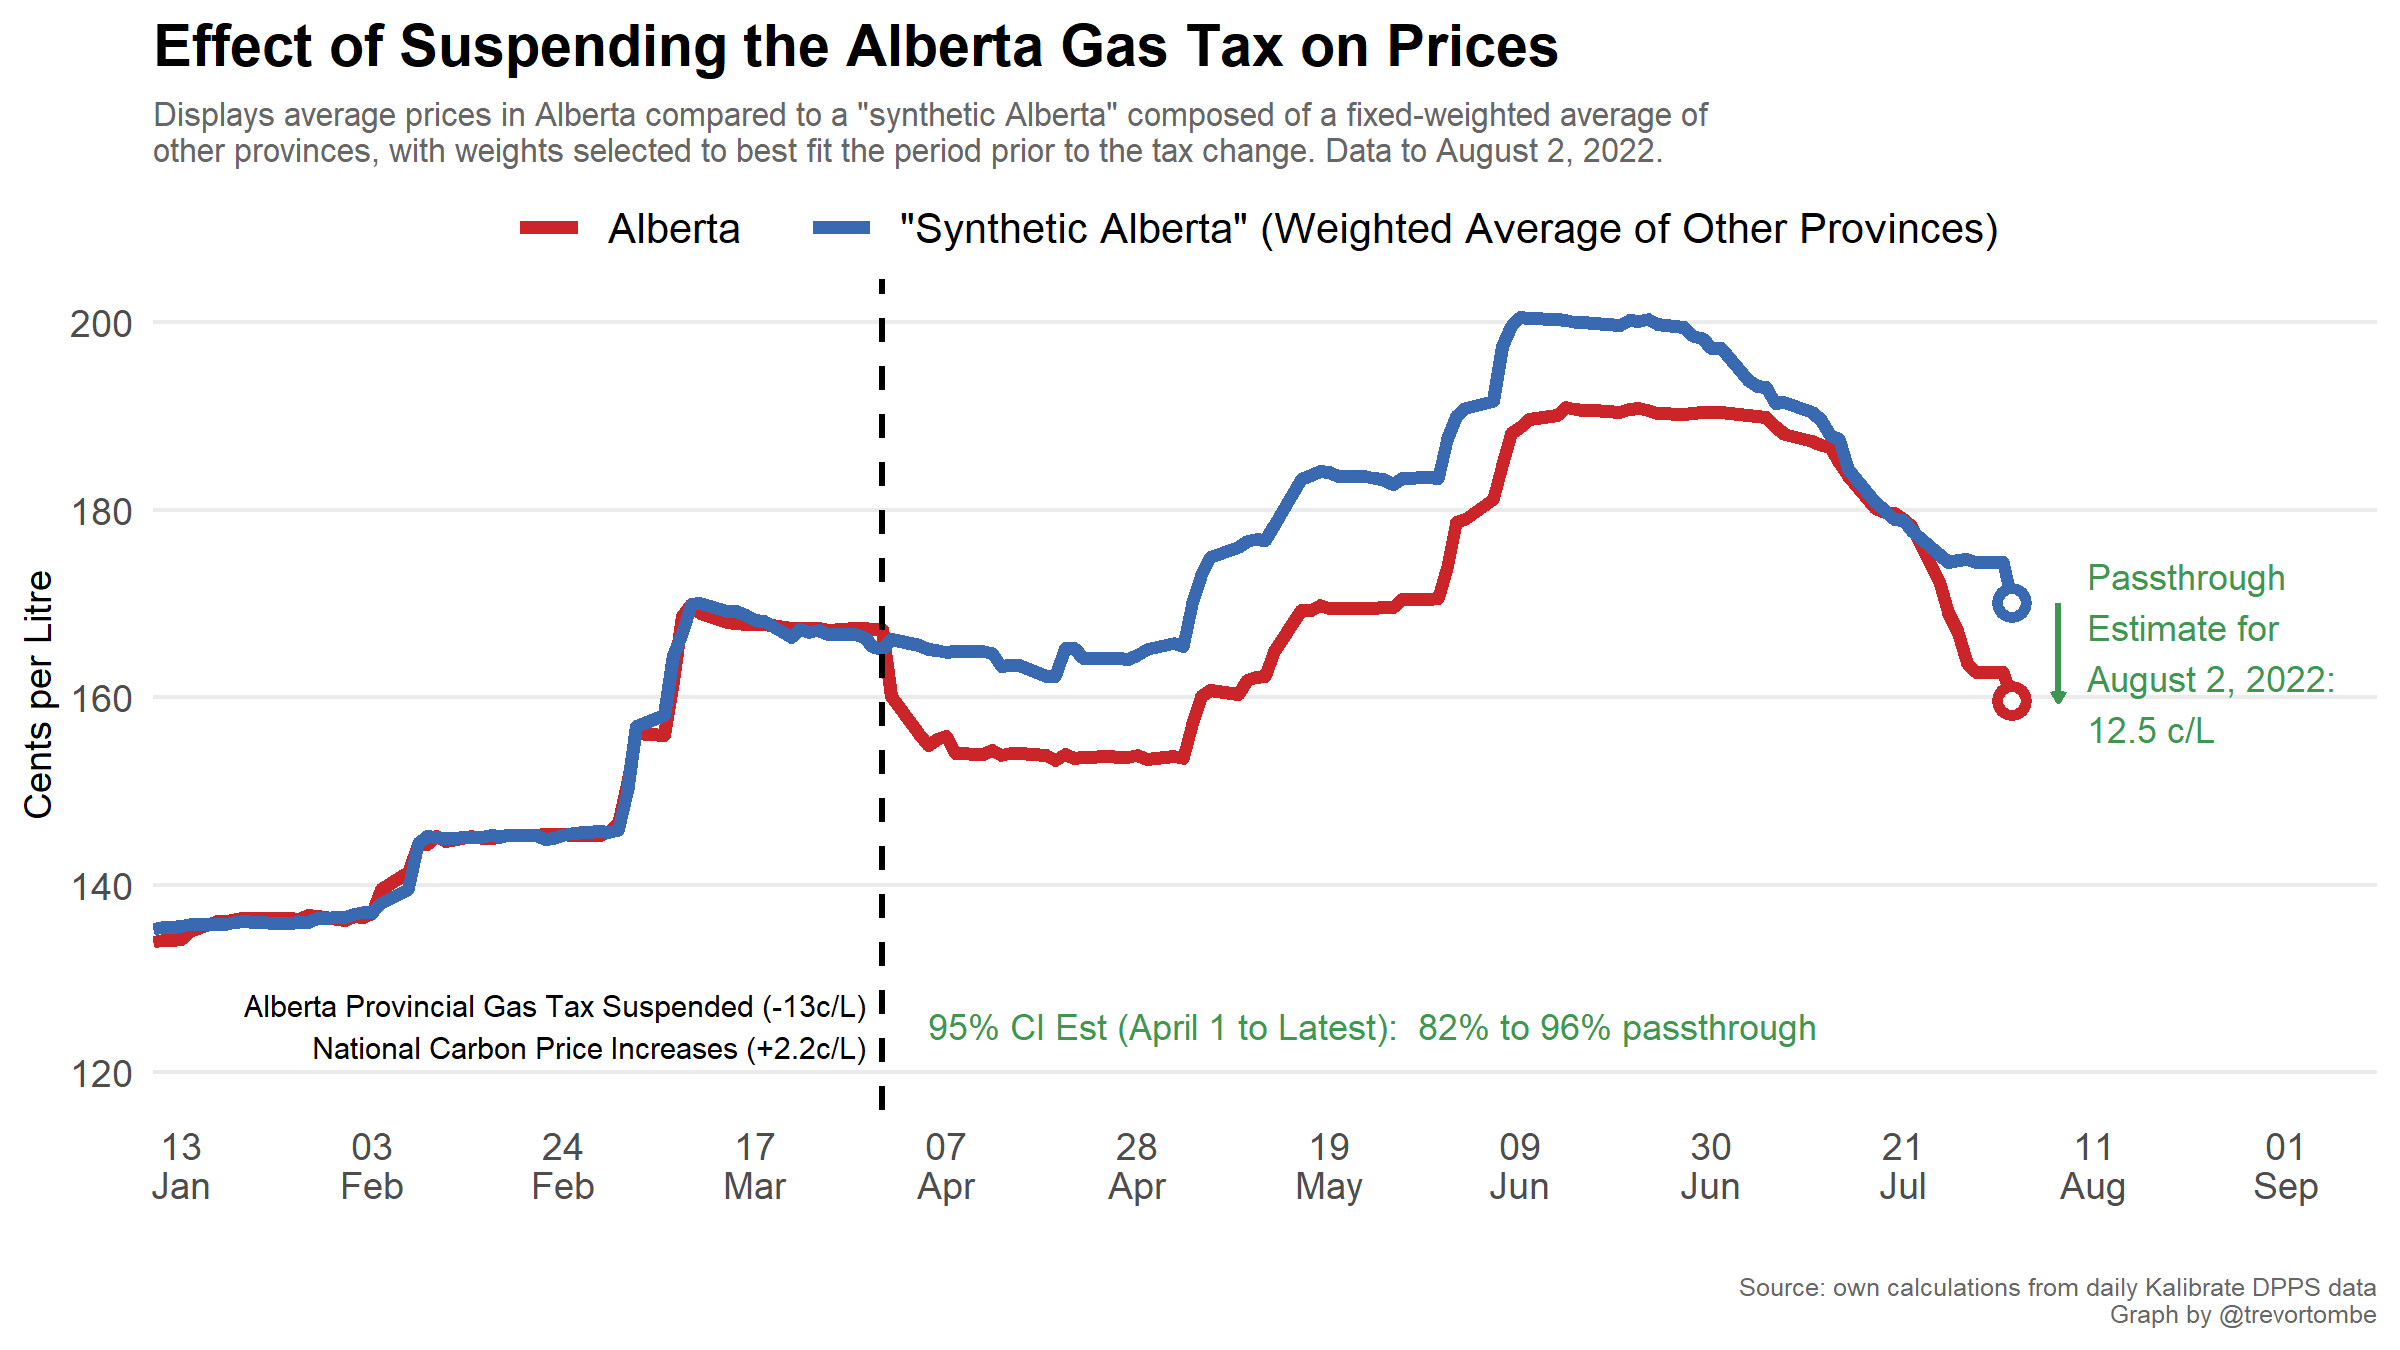 Effect of Suspending the Alberta Gas Tax on Prices
Displays average prices in Alberta compared to a "synthetic Alberta" composed of a fixed-weighted average of
other provinces, with weights selected to best fit the period prior to the tax change. Data to August 2, 2022.
Alberta
"Synthetic Alberta" (Weighted Average of Other Provinces)
Cents per Litre
200
180
160
140
120
Passthrough
Estimate for
August 2, 2022:
12.5 c/L
Alberta Provincial Gas Tax Suspended (-13c/L)
National Carbon Price Increases (+2.2c/L)
95% CI Est (April 1 to Latest):  82% to 96% passthrough
13 Jan
03 Feb
24 Feb
17 Mar
07 Apr
28 Apr
19 May
09 Jun
30 Jun
21 Jul
11 Aug
01 Sep
Source: own calculations from daily Kalibrate DPPS data
Graph by @trevortombe